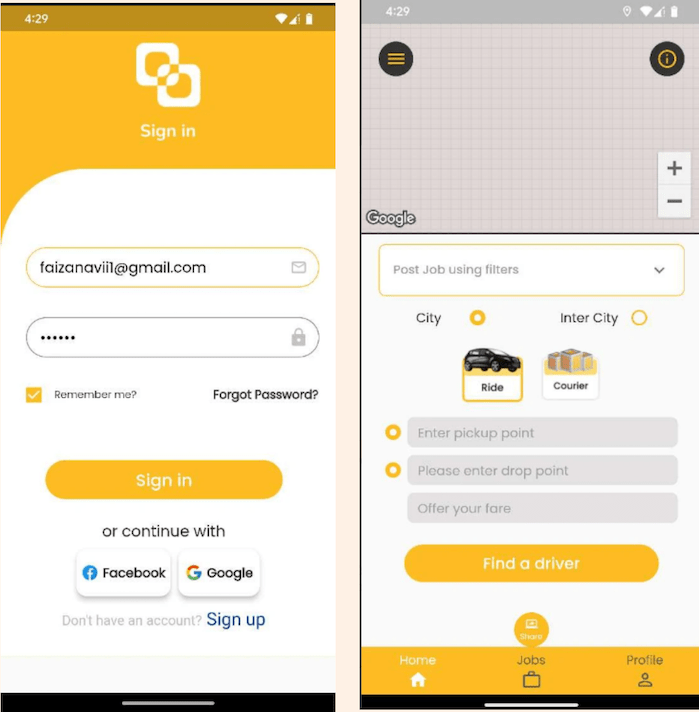 4:29
Sign in
faizanavii1@gmail.com
••••••
Remember me?
Forgot Password?
Sign in
or continue with
Facebook
Google
Don't have an account? Sign up
4:29
+
−
Google
Post Job using filters
City
Inter City
Ride
Courier
Enter pickup point
Please enter drop point
Offer your fare
Find a driver
Share
Home
Jobs
Profile